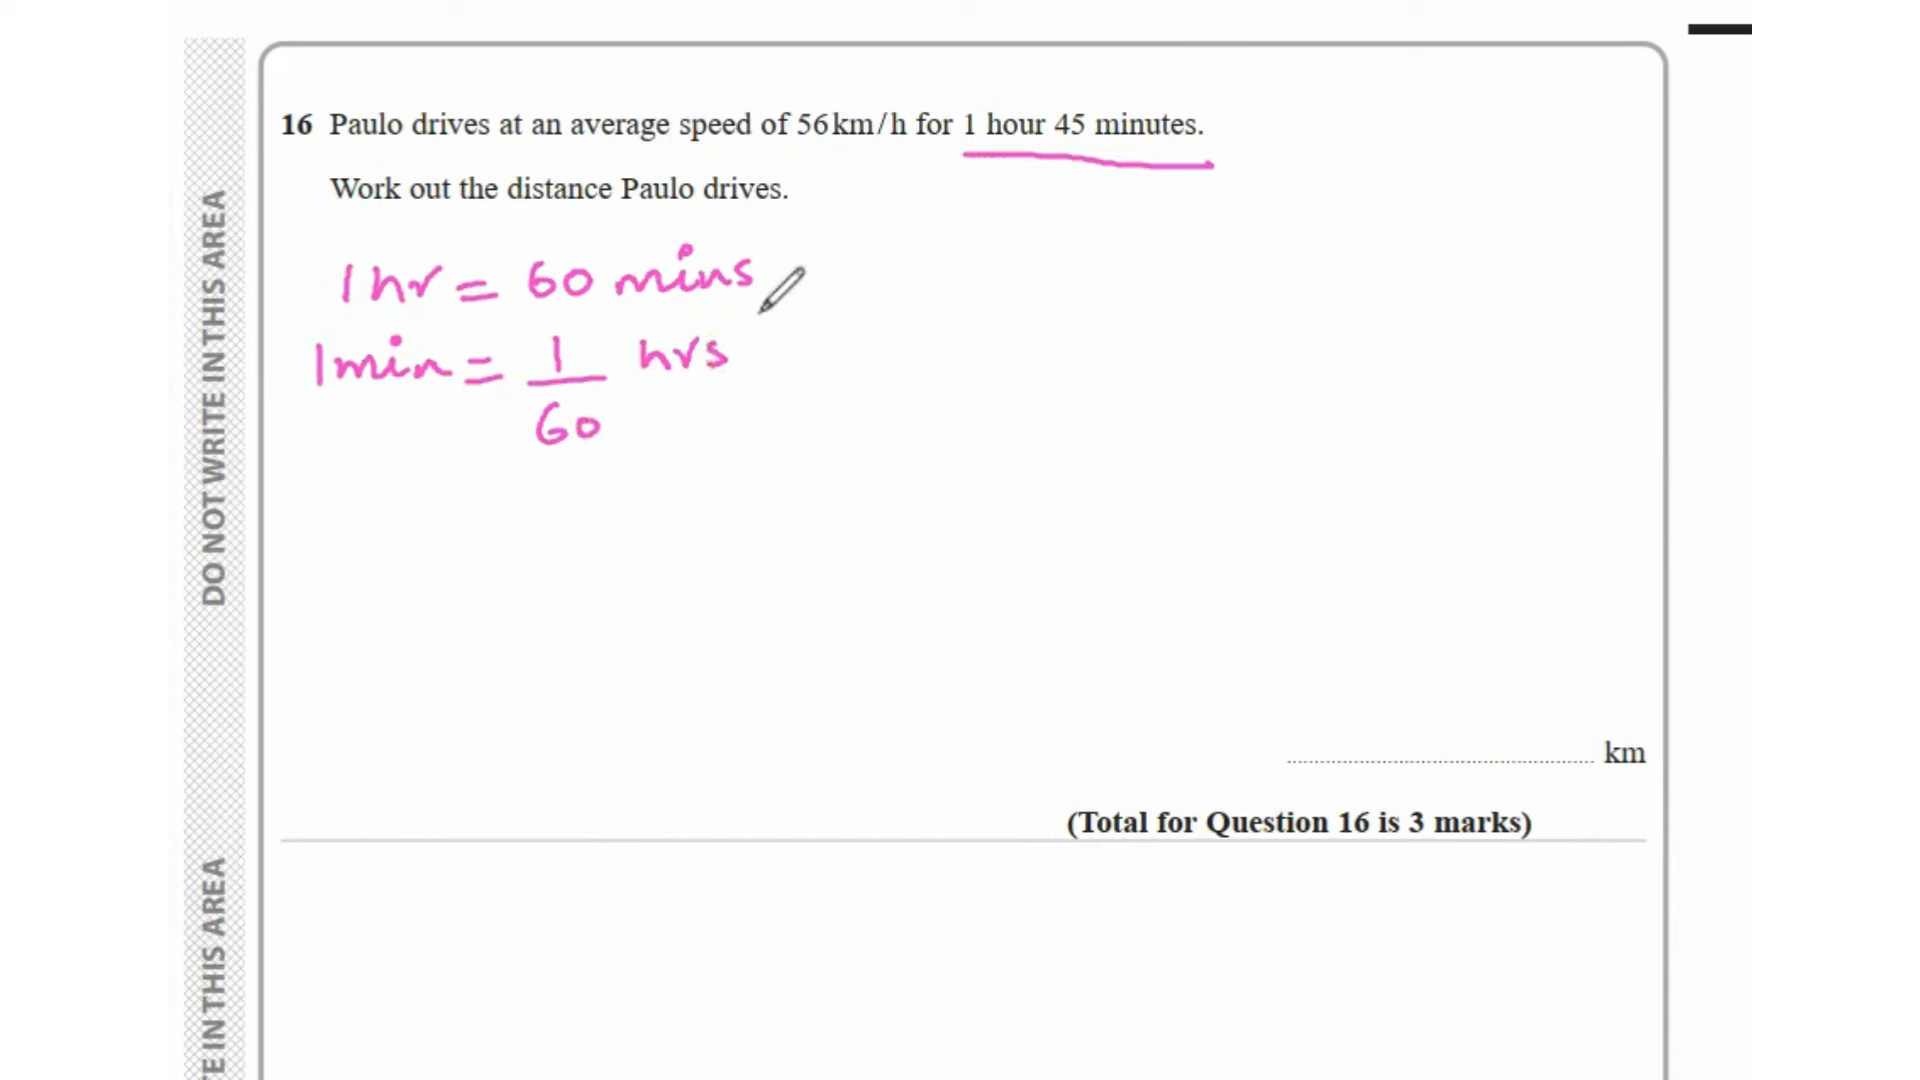 16 Paulo drives at an average speed of 56 km/h for 1 hour 45 minutes.
Work out the distance Paulo drives.
1 hr = 60 mins
1 min = 1/60 hrs
km
(Total for Question 16 is 3 marks)
DO NOT WRITE IN THIS AREA
TE IN THIS AREA